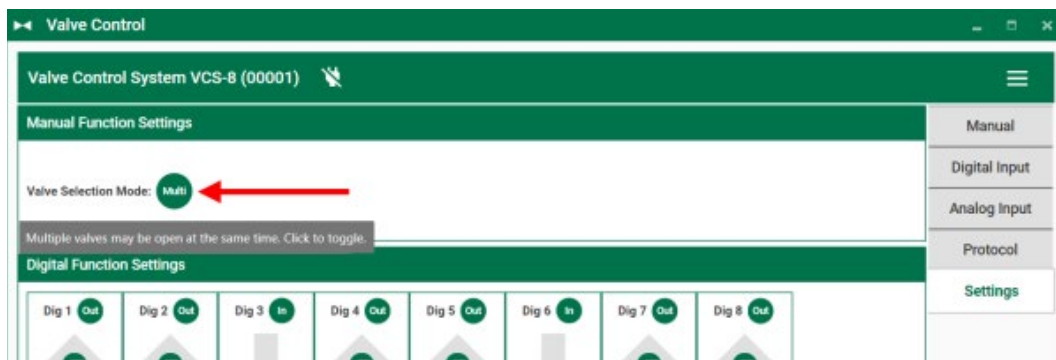 Valve Control
Valve Control System VCS-8 (00001)
Manual Function Settings
Valve Selection Mode: Multi
Multiple valves may be open at the same time. Click to toggle.
Digital Function Settings
Dig 1 Out Dig 2 Out Dig 3 In Dig 4 Out Dig 5 Out Dig 6 In Dig 7 Out Dig 8 Out
Manual
Digital Input
Analog Input
Protocol
Settings